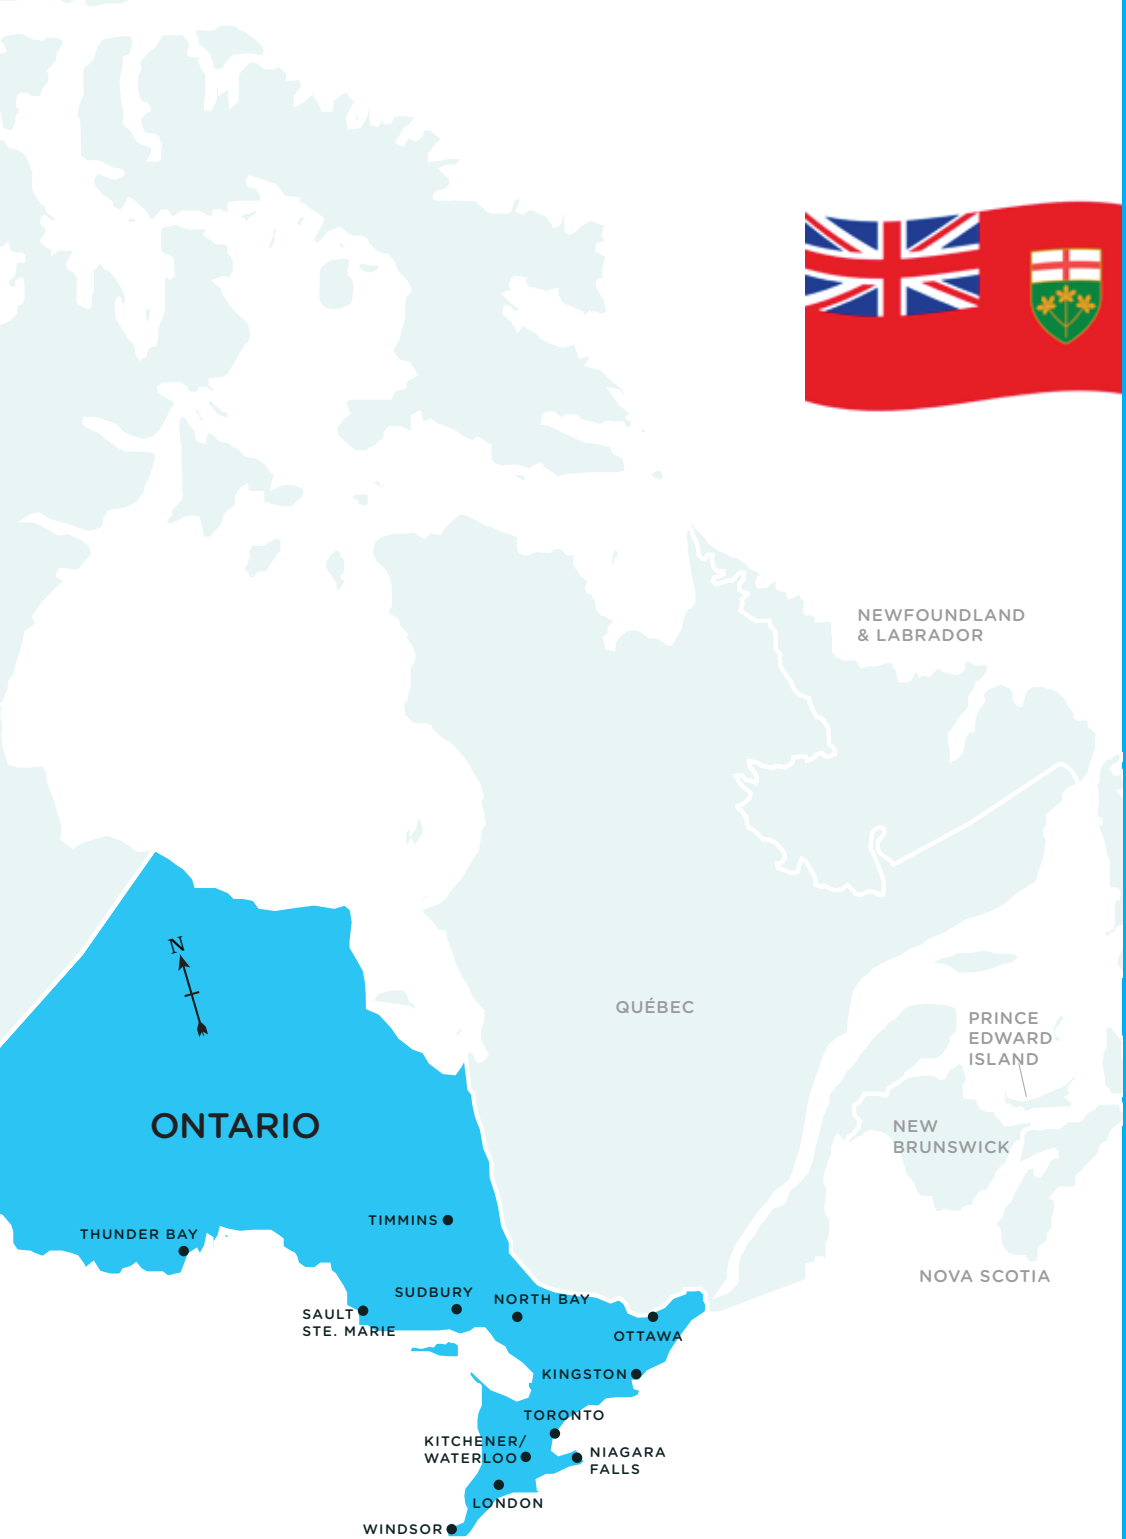 NEWFOUNDLAND
& LABRADOR
N
QUÉBEC
PRINCE
EDWARD
ISLAND
ONTARIO
NEW
BRUNSWICK
TIMMINS
THUNDER BAY
NOVA SCOTIA
SUDBURY
NORTH BAY
SAULT
STE. MARIE
OTTAWA
KINGSTON
TORONTO
KITCHENER/
WATERLOO
NIAGARA
FALLS
LONDON
WINDSOR